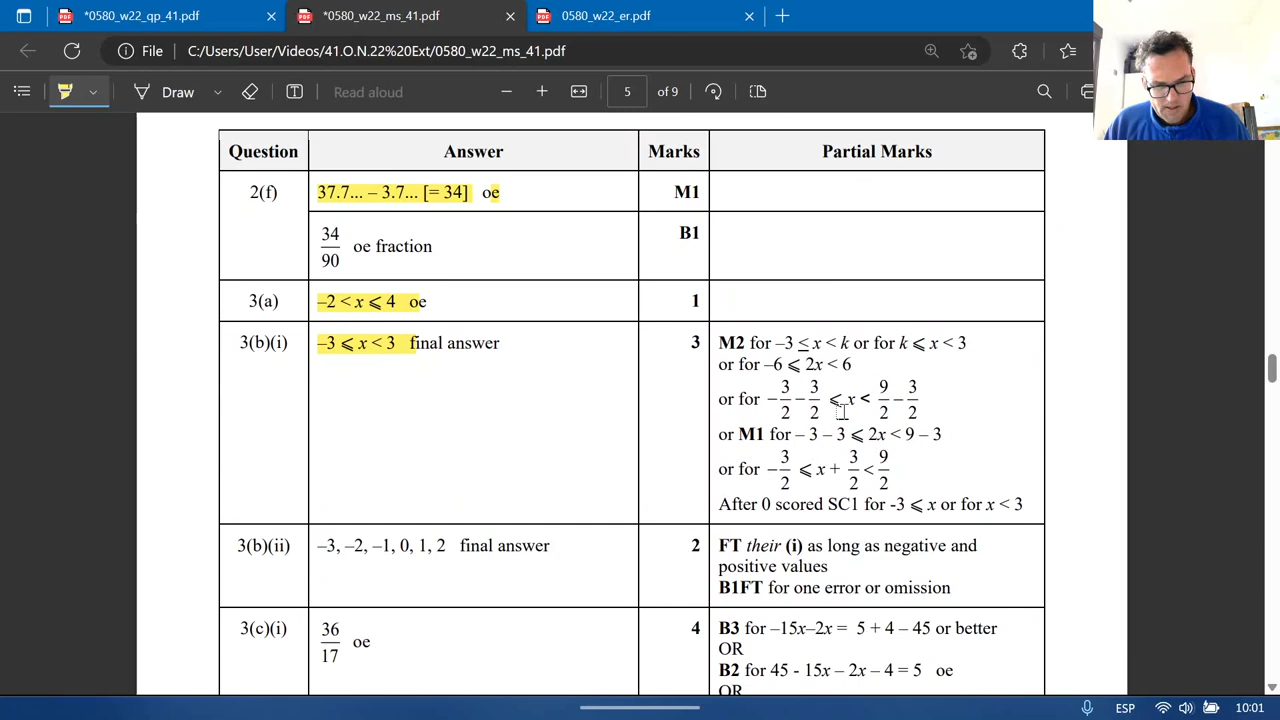 *0580_w22_qp_41.pdf
*0580_w22_ms_41.pdf
0580_w22_er.pdf
File C:/Users/User/Videos/41.O.N.22%20Ext/0580_w22_ms_41.pdf
Draw Read aloud 5 of 9
Question Answer Marks Partial Marks
2(f) 37.7... – 3.7... [= 34] oe M1
34/90 oe fraction B1
3(a) –2 < x ⩽ 4 oe 1
3(b)(i) –3 ⩽ x < 3 final answer 3 M2 for –3 ≤ x < k or for k ⩽ x < 3
or for –6 ⩽ 2x < 6
or for –3/2 – 3/2 ⩽ x < 9/2 – 3/2
or M1 for – 3 – 3 ⩽ 2x < 9 – 3
or for –3/2 ⩽ x + 3/2 < 9/2
After 0 scored SC1 for -3 ⩽ x or for x < 3
3(b)(ii) –3, –2, –1, 0, 1, 2 final answer 2 FT their (i) as long as negative and
positive values
B1FT for one error or omission
3(c)(i) 36/17 oe 4 B3 for –15x–2x = 5 + 4 – 45 or better
OR
B2 for 45 - 15x – 2x – 4 = 5 oe
OR
ESP 10:01